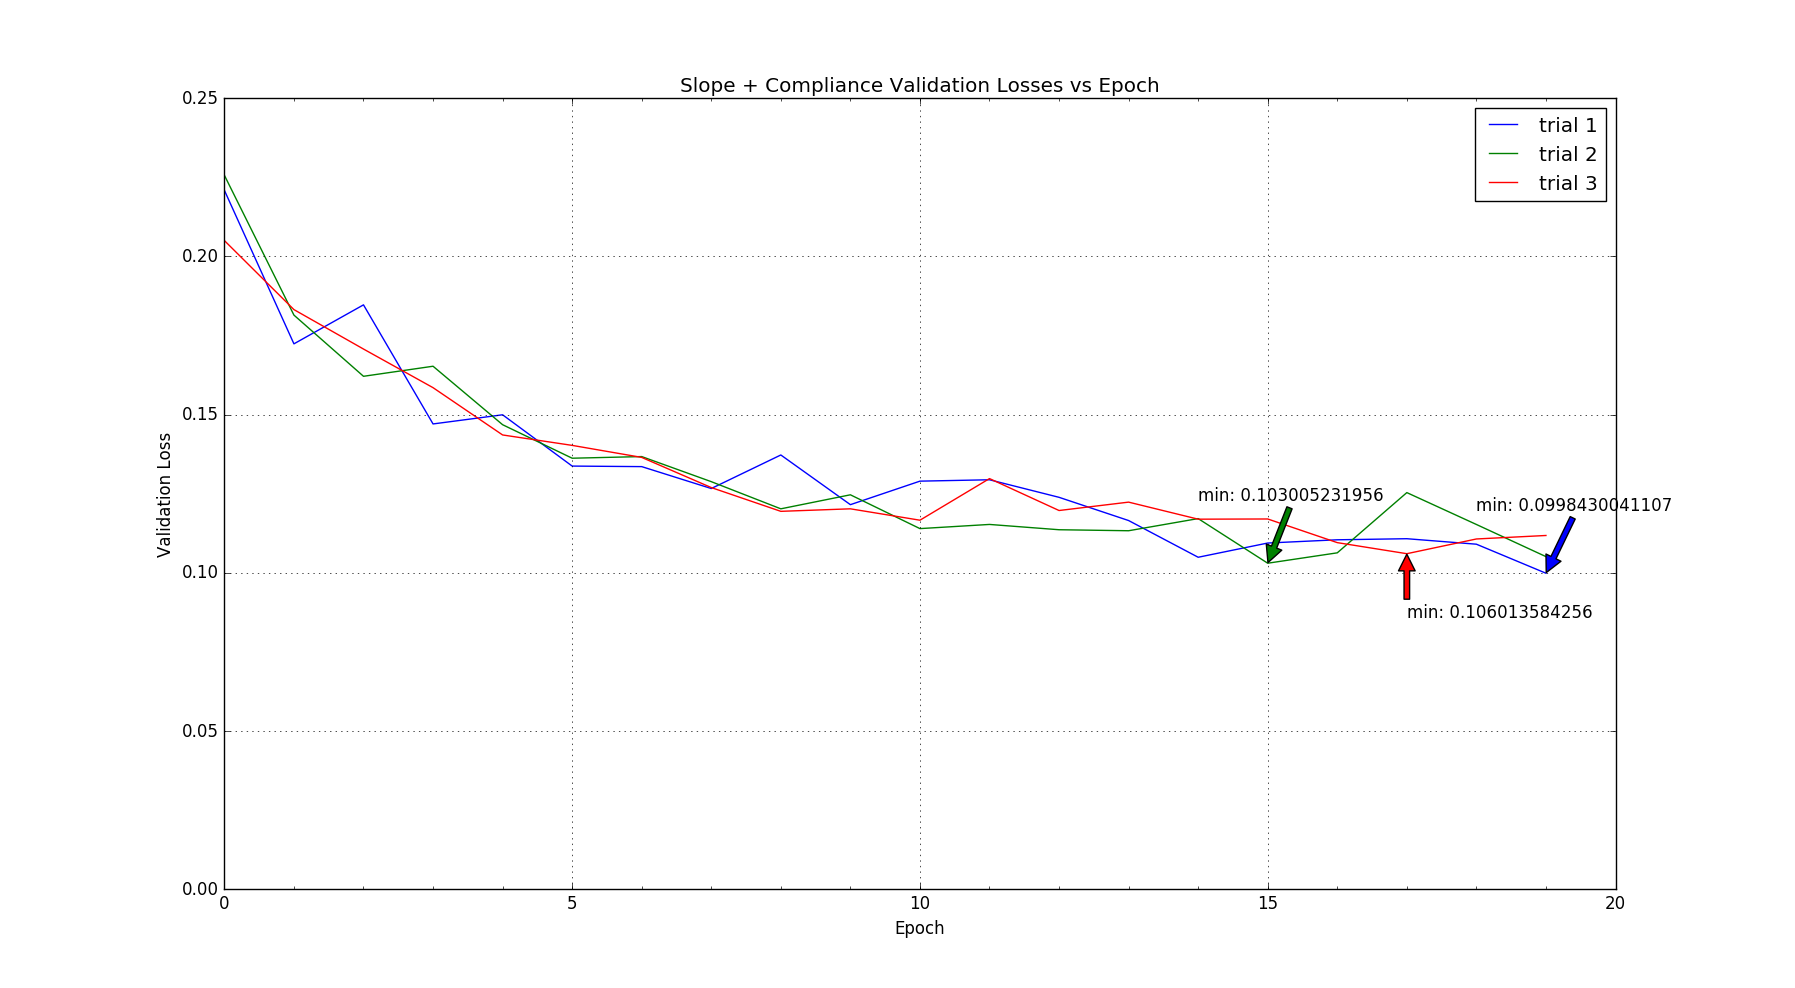 Slope + Compliance Validation Losses vs Epoch
0.25
0.20
0.15
0.10
0.05
0.00
Validation Loss
trial 1
trial 2
trial 3
min: 0.103005231956
min: 0.0998430041107
min: 0.106013584256
0 5 10 15 20
Epoch